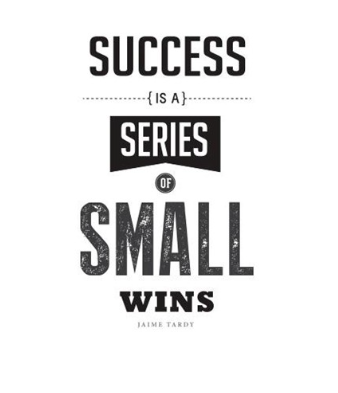 SUCCESS
{IS A}
SERIES
OF
SMALL
WINS
JAIME TARDY